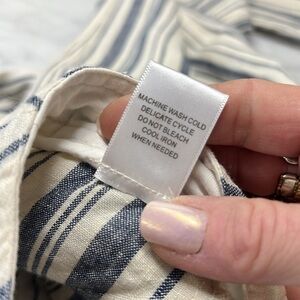 MACHINE WASH COLD
DELICATE CYCLE
DO NOT BLEACH
COOL IRON
WHEN NEEDED